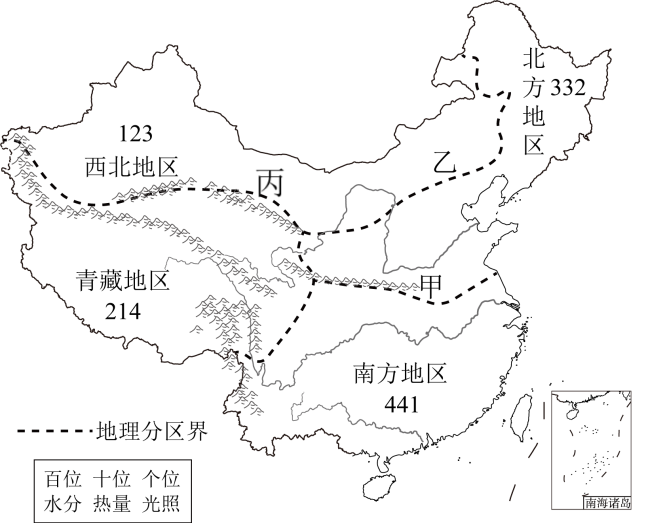 北方地区
332
123
西北地区
丙
乙
青藏地区
214
甲
南方地区
441
地理分区界
百位 十位 个位
水分 热量 光照
南海诸岛